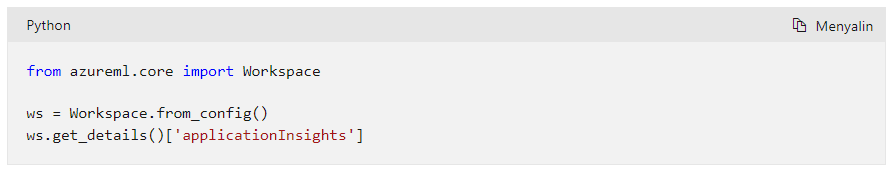 Python
Menyalin
from azureml.core import Workspace
ws = Workspace.from_config()
ws.get_details()['applicationInsights']